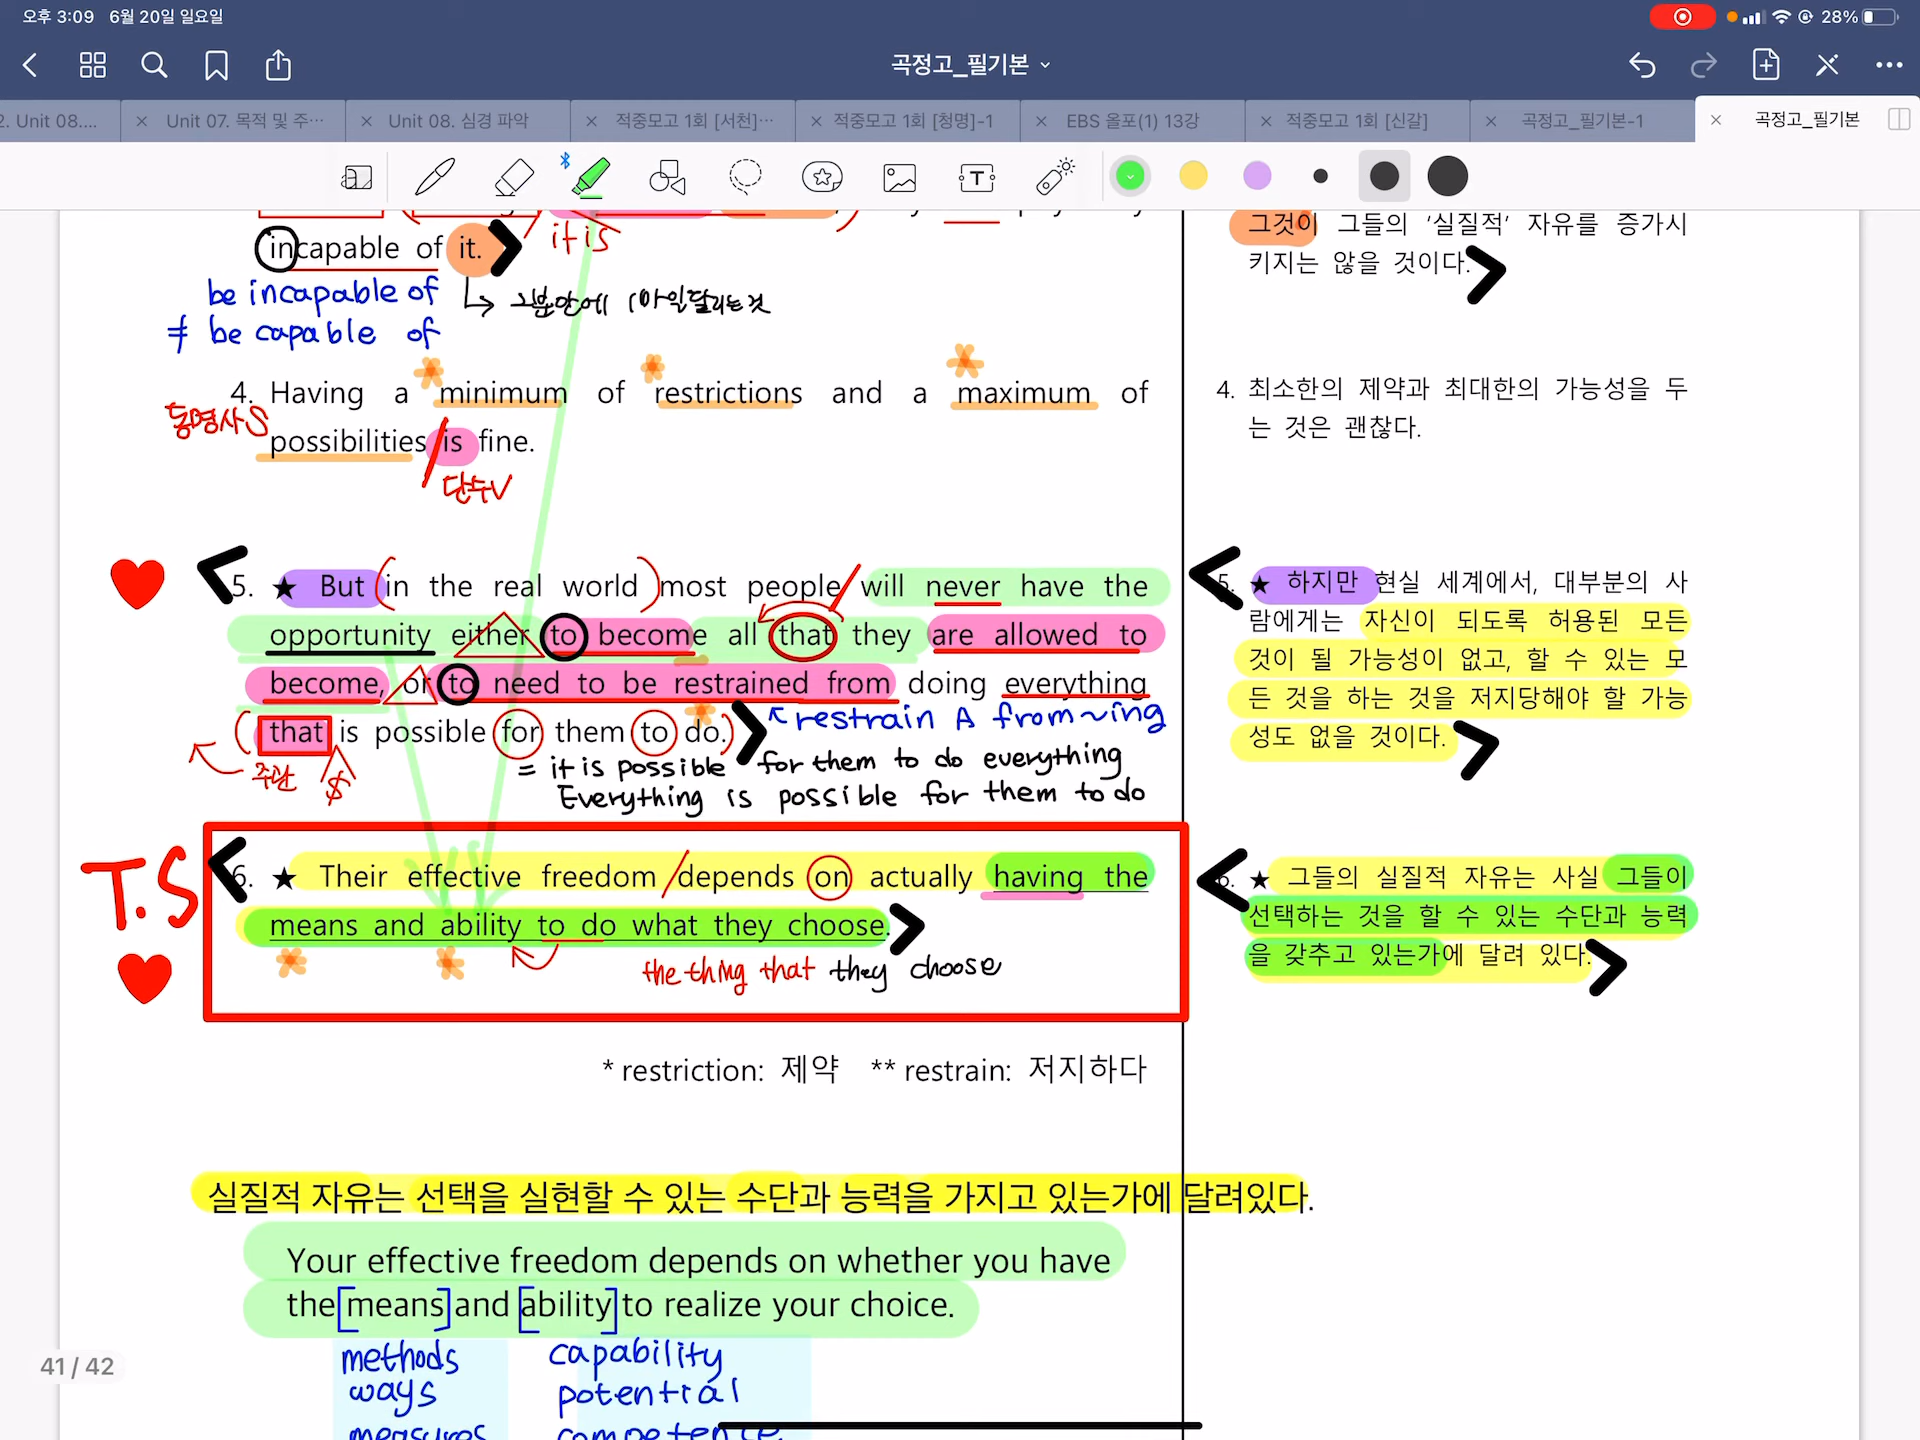 오후 3:09 6월 20일 일요일
28%
곡정고_필기본
2. Unit 08....
Unit 07. 목적 및 주…
Unit 08. 심경 파악
적중모고 1회 [서천]…
적중모고 1회 [청명]-1
EBS 올포(1) 13강
적중모고 1회 [신갈]
곡정고_필기본-1
곡정고_필기본
incapable of it.
it is
be incapable of
≠ be capable of
그것이 그들의 ‘실질적’ 자유를 증가시
키지는 않을 것이다.
4. Having a minimum of restrictions and a maximum of
동명사S
possibilities is fine.
단수V
4. 최소한의 제약과 최대한의 가능성을 두
는 것은 괜찮다.
5. ★ But in the real world most people will never have the
opportunity either to become all that they are allowed to
become, or to need to be restrained from doing everything
that is possible for them to do.
restrain A from ~ing
주관
= it is possible for them to do everything
Everything is possible for them to do
5. ★ 하지만 현실 세계에서, 대부분의 사
람에게는 자신이 되도록 허용된 모든
것이 될 가능성이 없고, 할 수 있는 모
든 것을 하는 것을 저지당해야 할 가능
성도 없을 것이다.
T.S
6. ★ Their effective freedom depends on actually having the
means and ability to do what they choose.
the thing that they choose
6. ★ 그들의 실질적 자유는 사실 그들이
선택하는 것을 할 수 있는 수단과 능력
을 갖추고 있는가에 달려 있다.
* restriction: 제약 ** restrain: 저지하다
실질적 자유는 선택을 실현할 수 있는 수단과 능력을 가지고 있는가에 달려있다.
Your effective freedom depends on whether you have
the [means] and [ability] to realize your choice.
methods capability
ways potential
measures competence
41 / 42